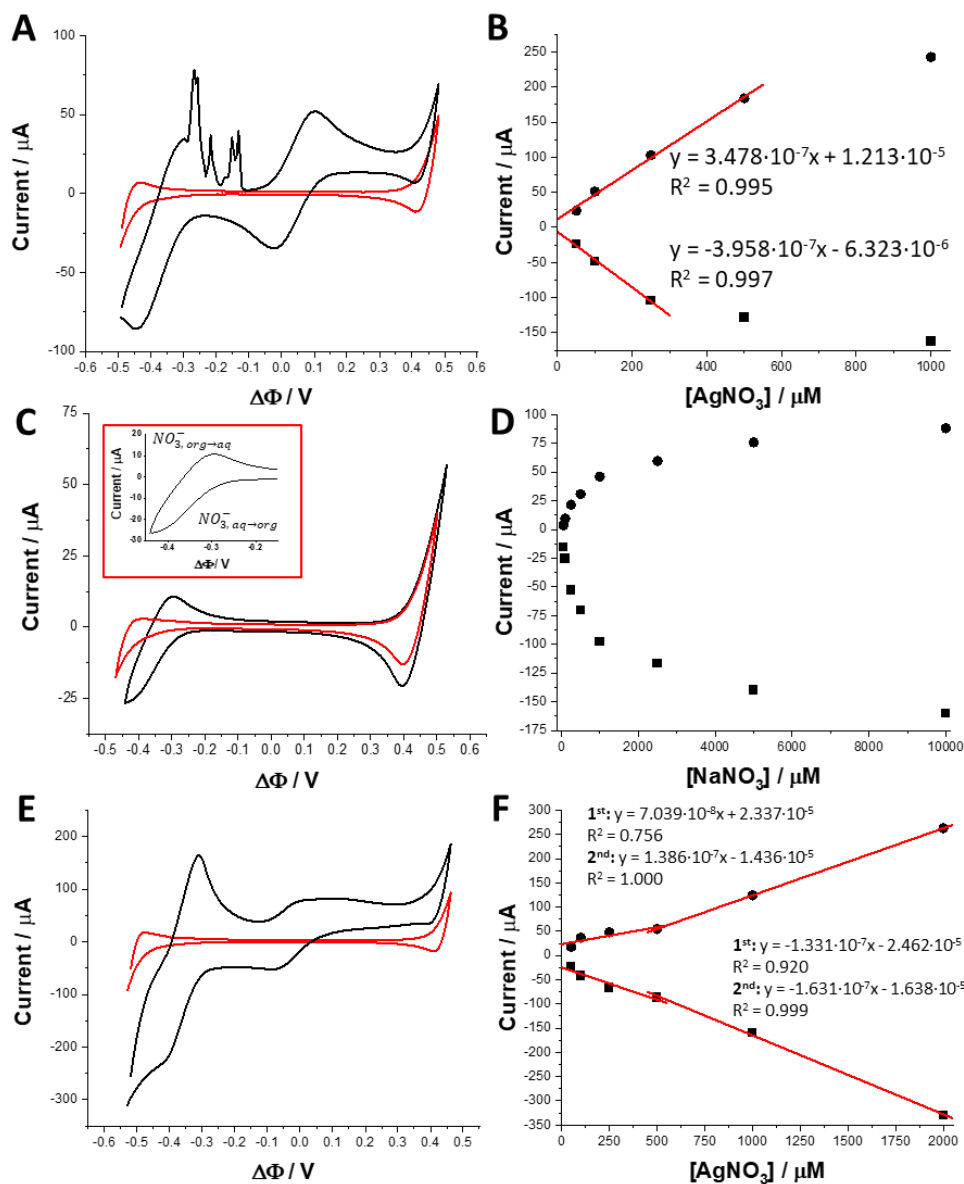 A
Current / μA
100
50
0
-50
-100
-0.6 -0.5 -0.4 -0.3 -0.2 -0.1 0.0 0.1 0.2 0.3 0.4 0.5 0.6
ΔΦ / V
B
Current / μA
250
200
150
100
50
0
-50
-100
-150
y = 3.478·10⁻⁷x + 1.213·10⁻⁵
R² = 0.995
y = -3.958·10⁻⁷x - 6.323·10⁻⁶
R² = 0.997
0 200 400 600 800 1000
[AgNO₃] / μM
C
Current / μA
75
50
25
0
-25
Current / μA
20
10
0
-10
-20
-30
NO₃⁻, org→aq
NO₃⁻, aq→org
-0.4 -0.3 -0.2
ΔΦ/ V
-0.5 -0.4 -0.3 -0.2 -0.1 0.0 0.1 0.2 0.3 0.4 0.5 0.6
ΔΦ / V
D
Current / μA
100
75
50
25
0
-25
-50
-75
-100
-125
-150
-175
0 2000 4000 6000 8000 10000
[NaNO₃] / μM
E
Current / μA
200
100
0
-100
-200
-300
-0.6 -0.5 -0.4 -0.3 -0.2 -0.1 0.0 0.1 0.2 0.3 0.4 0.5 0.6
ΔΦ / V
F
Current / μA
300
250
200
150
100
50
0
-50
-100
-150
-200
-250
-300
-350
1ˢᵗ: y = 7.039·10⁻⁸x + 2.337·10⁻⁵
R² = 0.756
2ⁿᵈ: y = 1.386·10⁻⁷x - 1.436·10⁻⁵
R² = 1.000
1ˢᵗ: y = -1.331·10⁻⁷x - 2.462·10⁻⁵
R² = 0.920
2ⁿᵈ: y = -1.631·10⁻⁷x - 1.638·10⁻⁵
R² = 0.999
0 250 500 750 1000 1250 1500 1750 2000
[AgNO₃] / μM